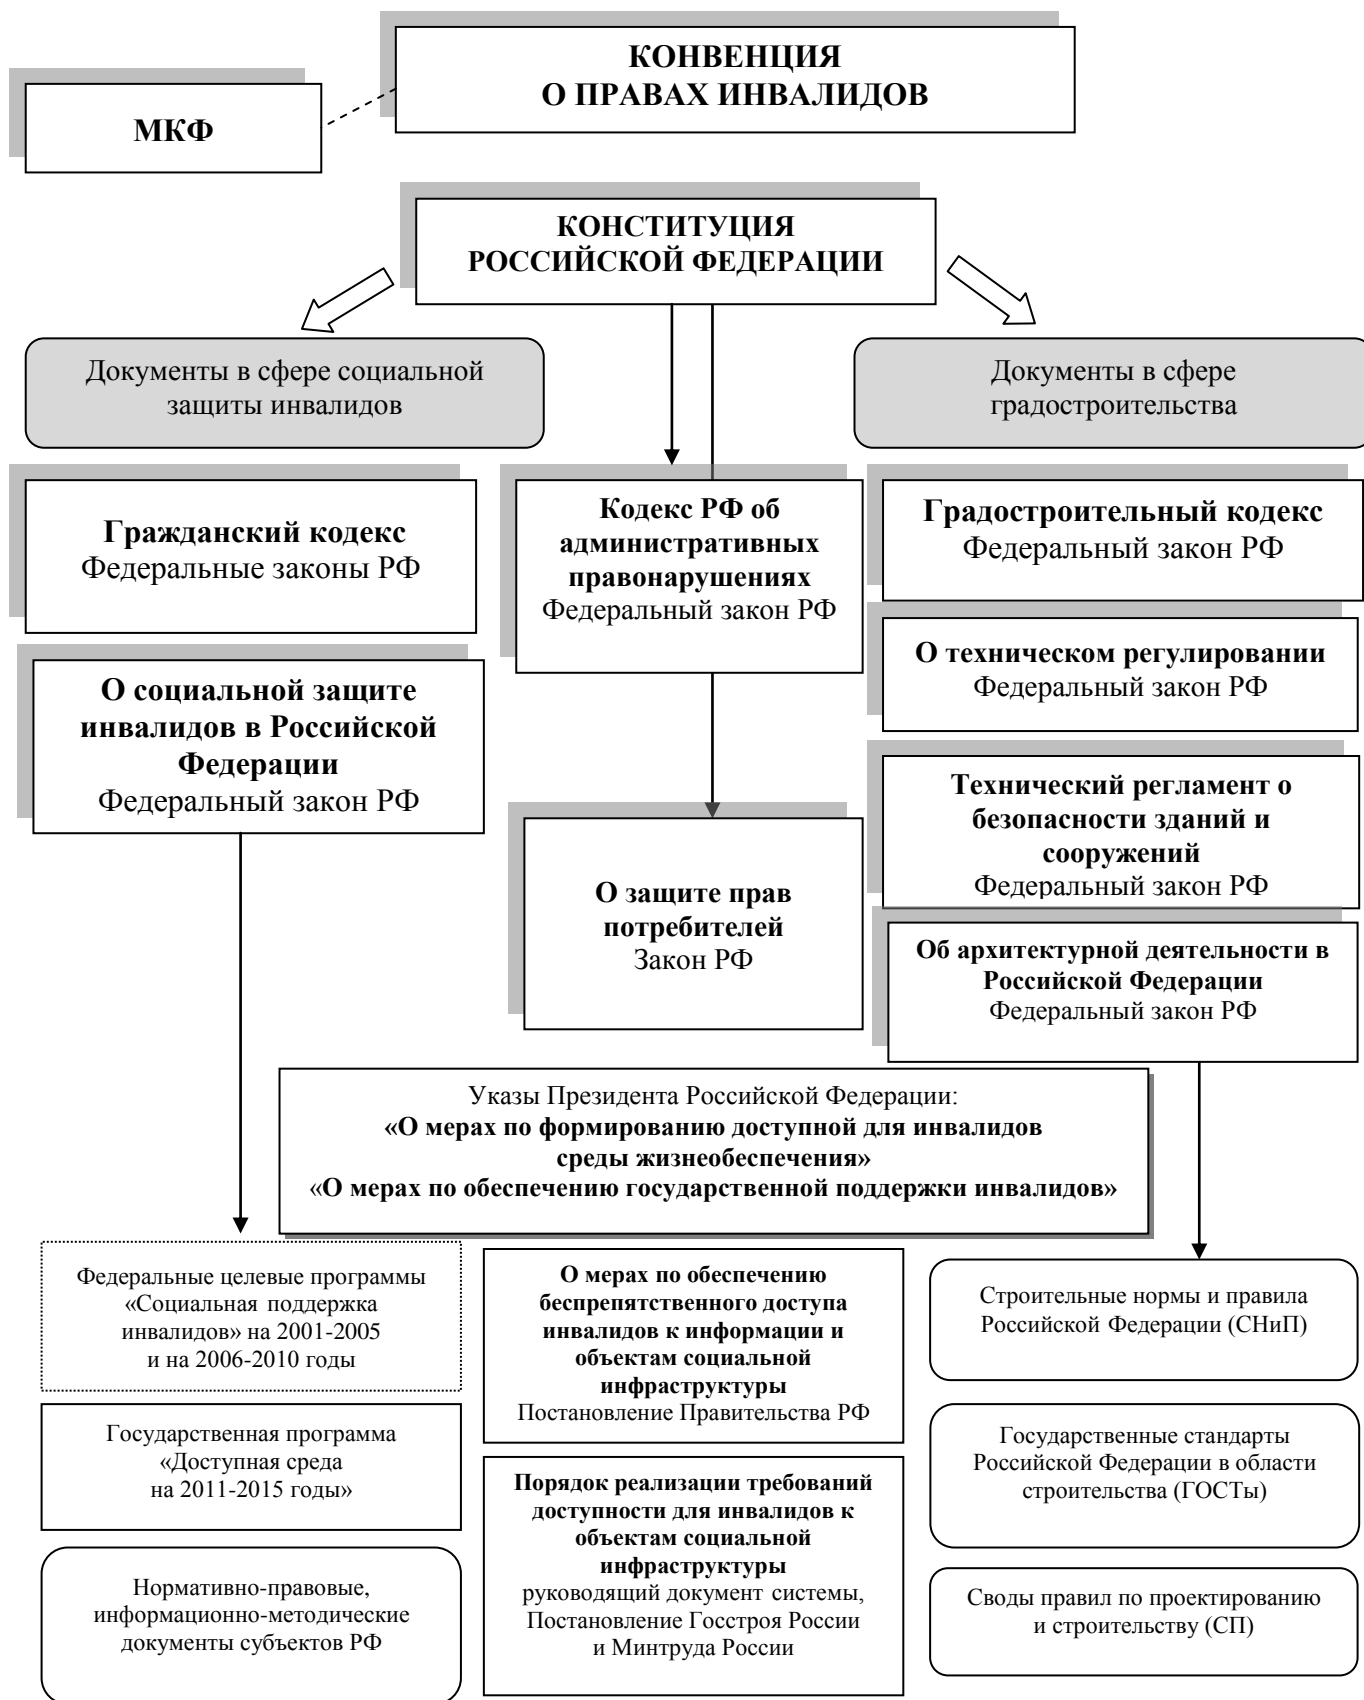 КОНВЕНЦИЯ
О ПРАВАХ ИНВАЛИДОВ
МКФ
КОНСТИТУЦИЯ
РОССИЙСКОЙ ФЕДЕРАЦИИ
Документы в сфере социальной
защиты инвалидов
Документы в сфере
градостроительства
Гражданский кодекс
Федеральные законы РФ
О социальной защите
инвалидов в Российской
Федерации
Федеральный закон РФ
Кодекс РФ об
административных
правонарушениях
Федеральный закон РФ
О защите прав
потребителей
Закон РФ
Градостроительный кодекс
Федеральный закон РФ
О техническом регулировании
Федеральный закон РФ
Технический регламент о
безопасности зданий и
сооружений
Федеральный закон РФ
Об архитектурной деятельности в
Российской Федерации
Федеральный закон РФ
Указы Президента Российской Федерации:
«О мерах по формированию доступной для инвалидов
среды жизнеобеспечения»
«О мерах по обеспечению государственной поддержки инвалидов»
Федеральные целевые программы
«Социальная поддержка
инвалидов» на 2001-2005
и на 2006-2010 годы
Государственная программа
«Доступная среда
на 2011-2015 годы»
Нормативно-правовые,
информационно-методические
документы субъектов РФ
О мерах по обеспечению
беспрепятственного доступа
инвалидов к информации и
объектам социальной
инфраструктуры
Постановление Правительства РФ
Порядок реализации требований
доступности для инвалидов к
объектам социальной
инфраструктуры
руководящий документ системы,
Постановление Госстроя России
и Минтруда России
Строительные нормы и правила
Российской Федерации (СНиП)
Государственные стандарты
Российской Федерации в области
строительства (ГОСТы)
Своды правил по проектированию
и строительству (СП)